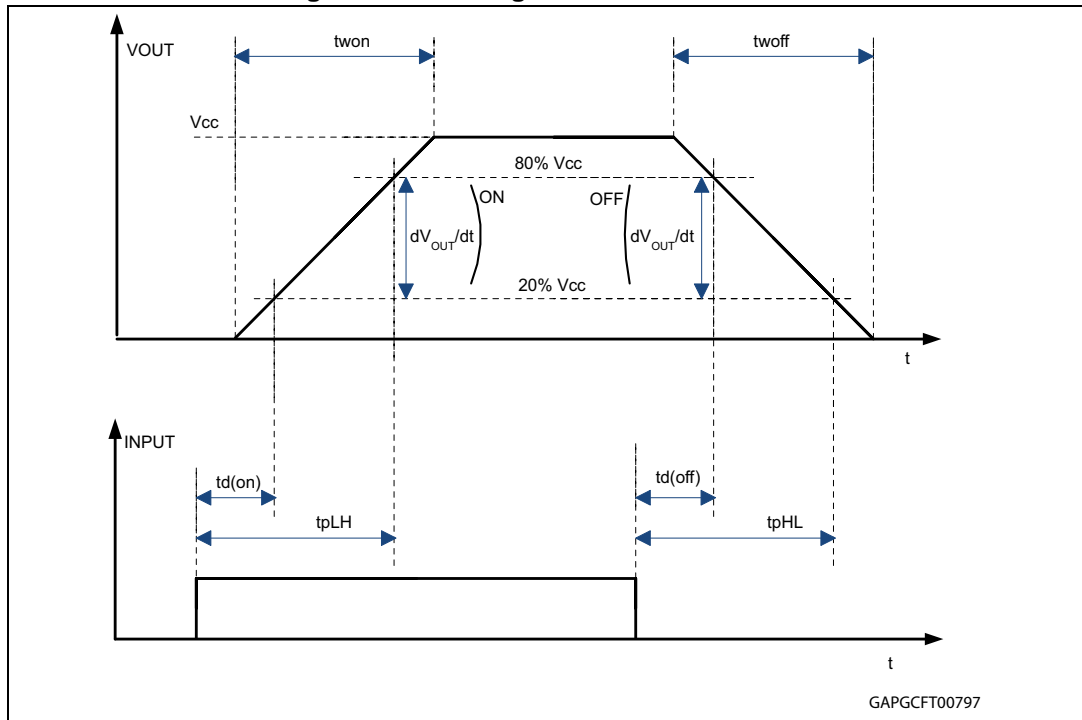 twon
twoff
VOUT
Vcc
80% Vcc
ON
OFF
dVOUT/dt
dVOUT/dt
20% Vcc
t
INPUT
td(on)
td(off)
tpLH
tpHL
t
GAPGCFT00797